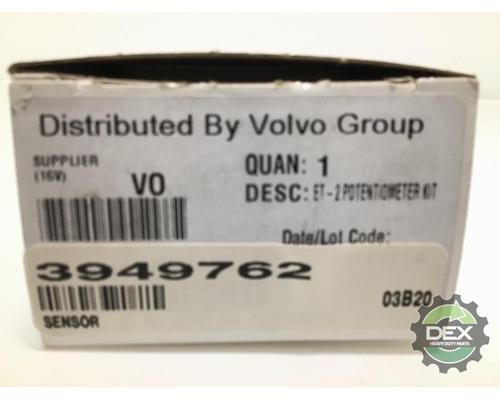 Distributed By Volvo Group
SUPPLIER
(16V)
VO
QUAN: 1
DESC: ET-2 POTENTIOMETER KIT
Date/Lot Code:
3949762
03B20
SENSOR
DEX
HEAVY DUTY PARTS